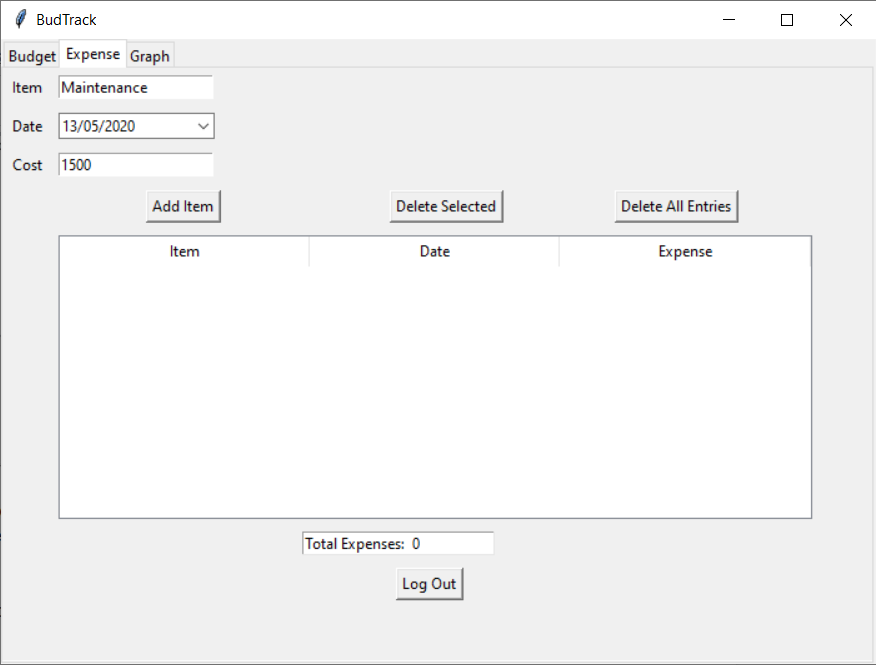 BudTrack
Budget Expense Graph
Item Maintenance
Date 13/05/2020
Cost 1500
Add Item Delete Selected Delete All Entries
Item Date Expense
Total Expenses: 0
Log Out